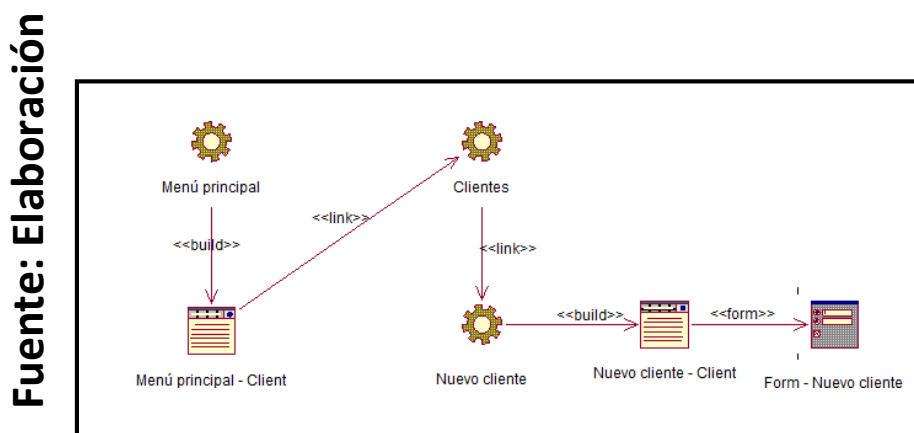 Fuente: Elaboración
Menú principal
Clientes
<<build>>
<<link>>
<<link>>
Menú principal - Client
Nuevo cliente
<<build>>
Nuevo cliente - Client
<<form>>
Form - Nuevo cliente